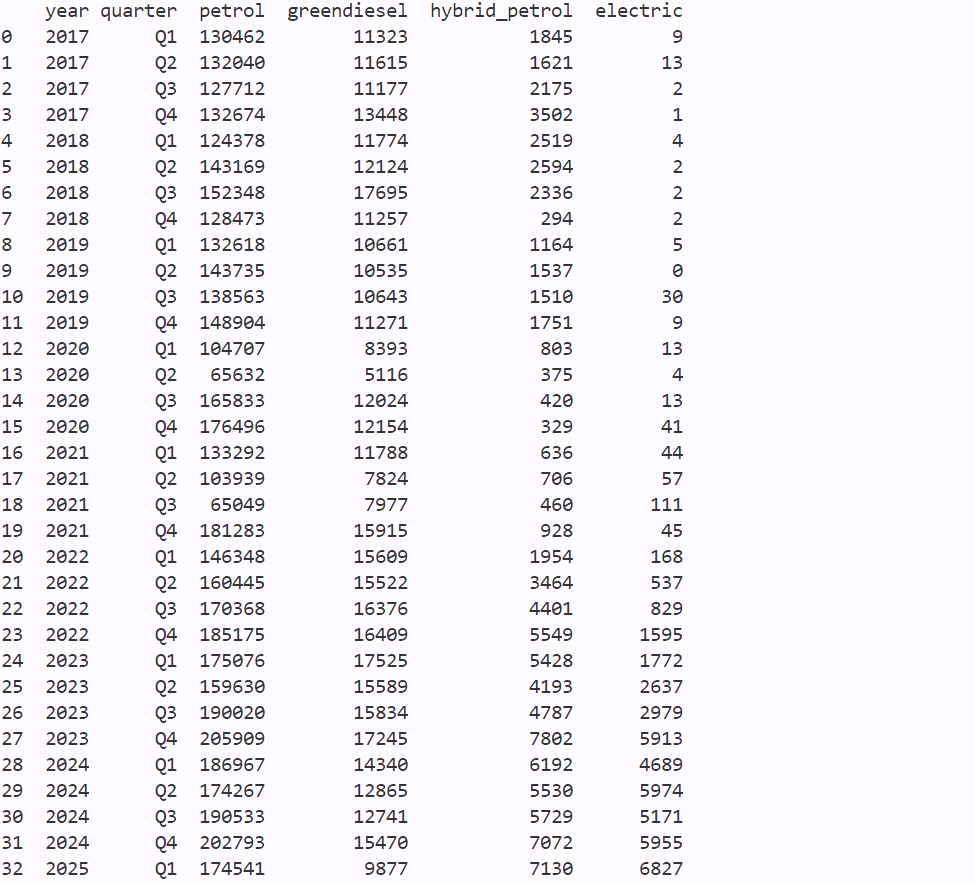 year quarter petrol greendiesel hybrid_petrol electric
0 2017 Q1 130462 11323 1845 9
1 2017 Q2 132040 11615 1621 13
2 2017 Q3 127712 11177 2175 2
3 2017 Q4 132674 13448 3502 1
4 2018 Q1 124378 11774 2519 4
5 2018 Q2 143169 12124 2594 2
6 2018 Q3 152348 17695 2336 2
7 2018 Q4 128473 11257 294 2
8 2019 Q1 132618 10661 1164 5
9 2019 Q2 143735 10535 1537 0
10 2019 Q3 138563 10643 1510 30
11 2019 Q4 148904 11271 1751 9
12 2020 Q1 104707 8393 803 13
13 2020 Q2 65632 5116 375 4
14 2020 Q3 165833 12024 420 13
15 2020 Q4 176496 12154 329 41
16 2021 Q1 133292 11788 636 44
17 2021 Q2 103939 7824 706 57
18 2021 Q3 65049 7977 460 111
19 2021 Q4 181283 15915 928 45
20 2022 Q1 146348 15609 1954 168
21 2022 Q2 160445 15522 3464 537
22 2022 Q3 170368 16376 4401 829
23 2022 Q4 185175 16409 5549 1595
24 2023 Q1 175076 17525 5428 1772
25 2023 Q2 159630 15589 4193 2637
26 2023 Q3 190020 15834 4787 2979
27 2023 Q4 205909 17245 7802 5913
28 2024 Q1 186967 14340 6192 4689
29 2024 Q2 174267 12865 5530 5974
30 2024 Q3 190533 12741 5729 5171
31 2024 Q4 202793 15470 7072 5955
32 2025 Q1 174541 9877 7130 6827